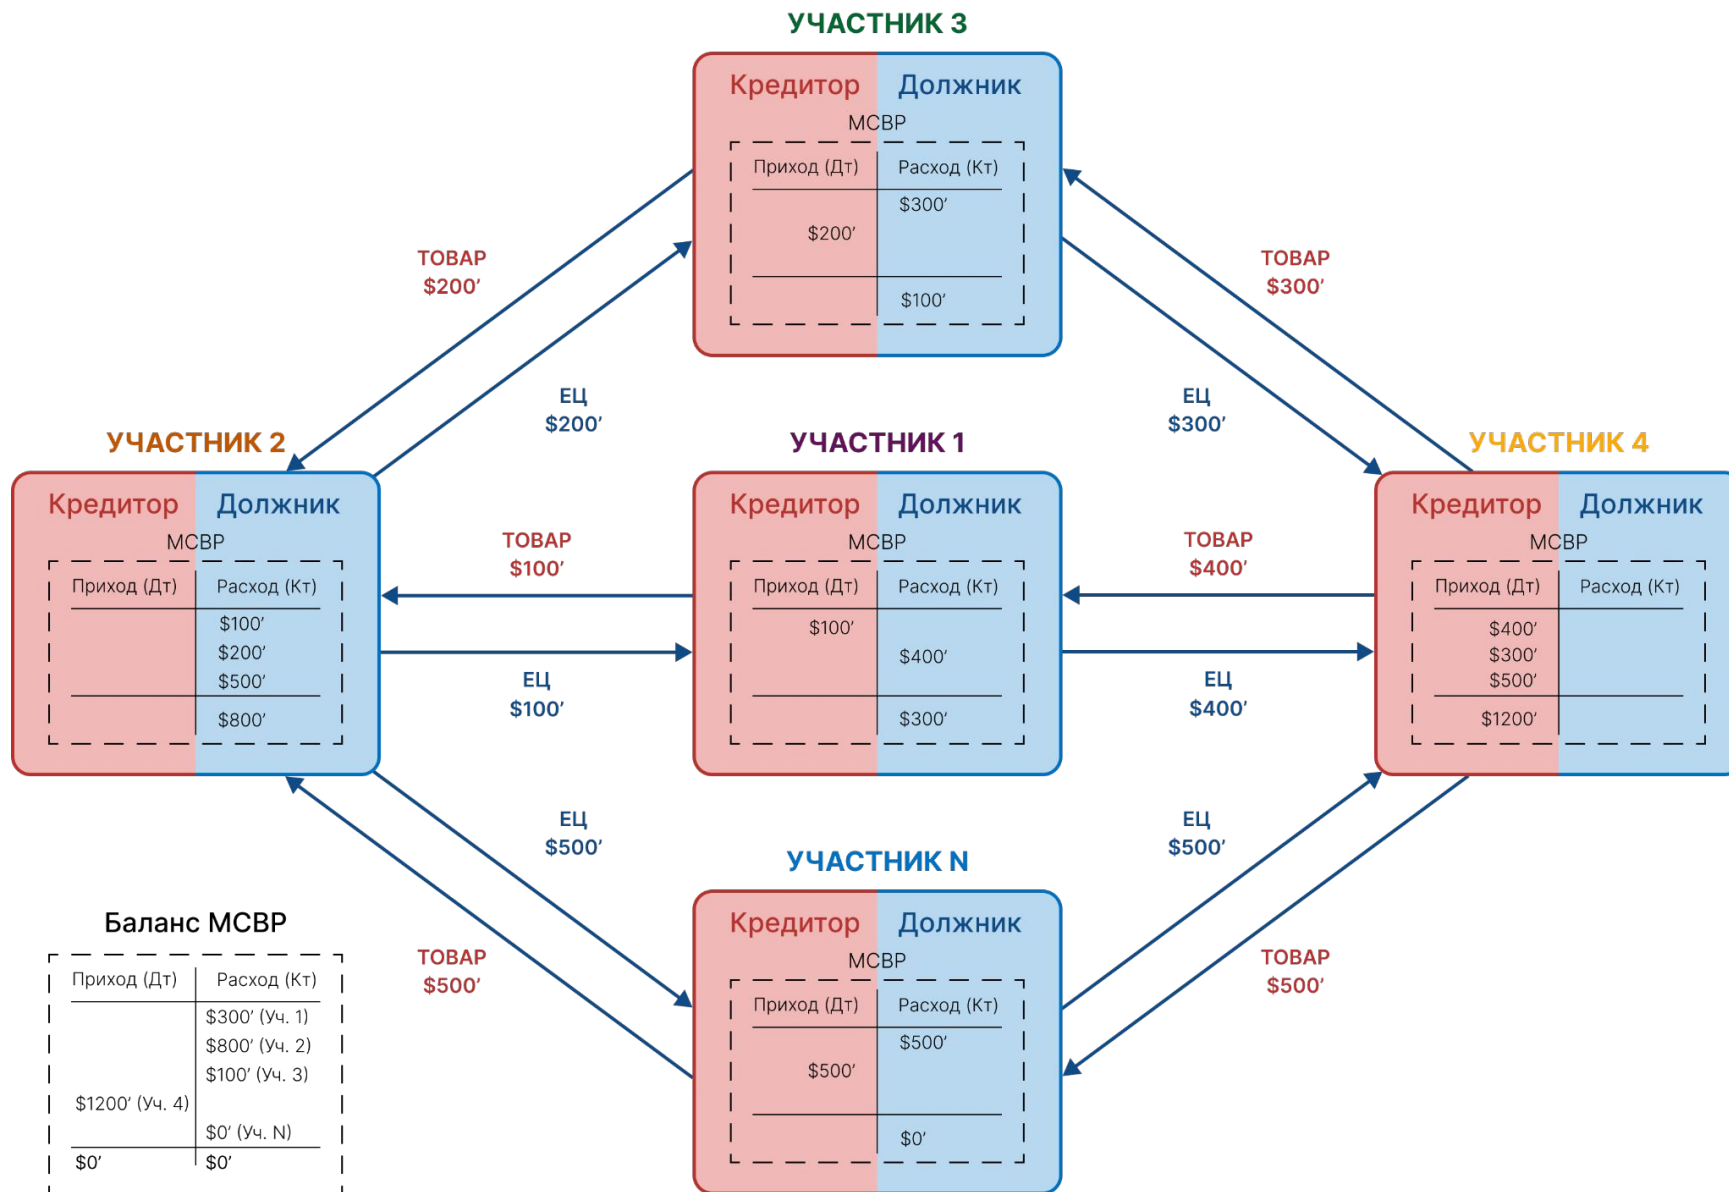 УЧАСТНИК 3
Кредитор Должник
МСВР
Приход (Дт) Расход (Кт)
$300’
$200’
$100’
ТОВАР
$200’
ТОВАР
$300’
ЕЦ
$200’
ЕЦ
$300’
УЧАСТНИК 2
Кредитор Должник
МСВР
Приход (Дт) Расход (Кт)
$100’
$200’
$500’
$800’
ТОВАР
$100’
ЕЦ
$100’
УЧАСТНИК 1
Кредитор Должник
МСВР
Приход (Дт) Расход (Кт)
$100’
$400’
$300’
ТОВАР
$400’
ЕЦ
$400’
УЧАСТНИК 4
Кредитор Должник
МСВР
Приход (Дт) Расход (Кт)
$400’
$300’
$500’
$1200’
ЕЦ
$500’
ЕЦ
$500’
ТОВАР
$500’
ТОВАР
$500’
УЧАСТНИК N
Кредитор Должник
МСВР
Приход (Дт) Расход (Кт)
$500’
$500’
$0’
Баланс МСВР
Приход (Дт) Расход (Кт)
$300’ (Уч. 1)
$800’ (Уч. 2)
$100’ (Уч. 3)
$1200’ (Уч. 4)
$0’ (Уч. N)
$0’ $0’